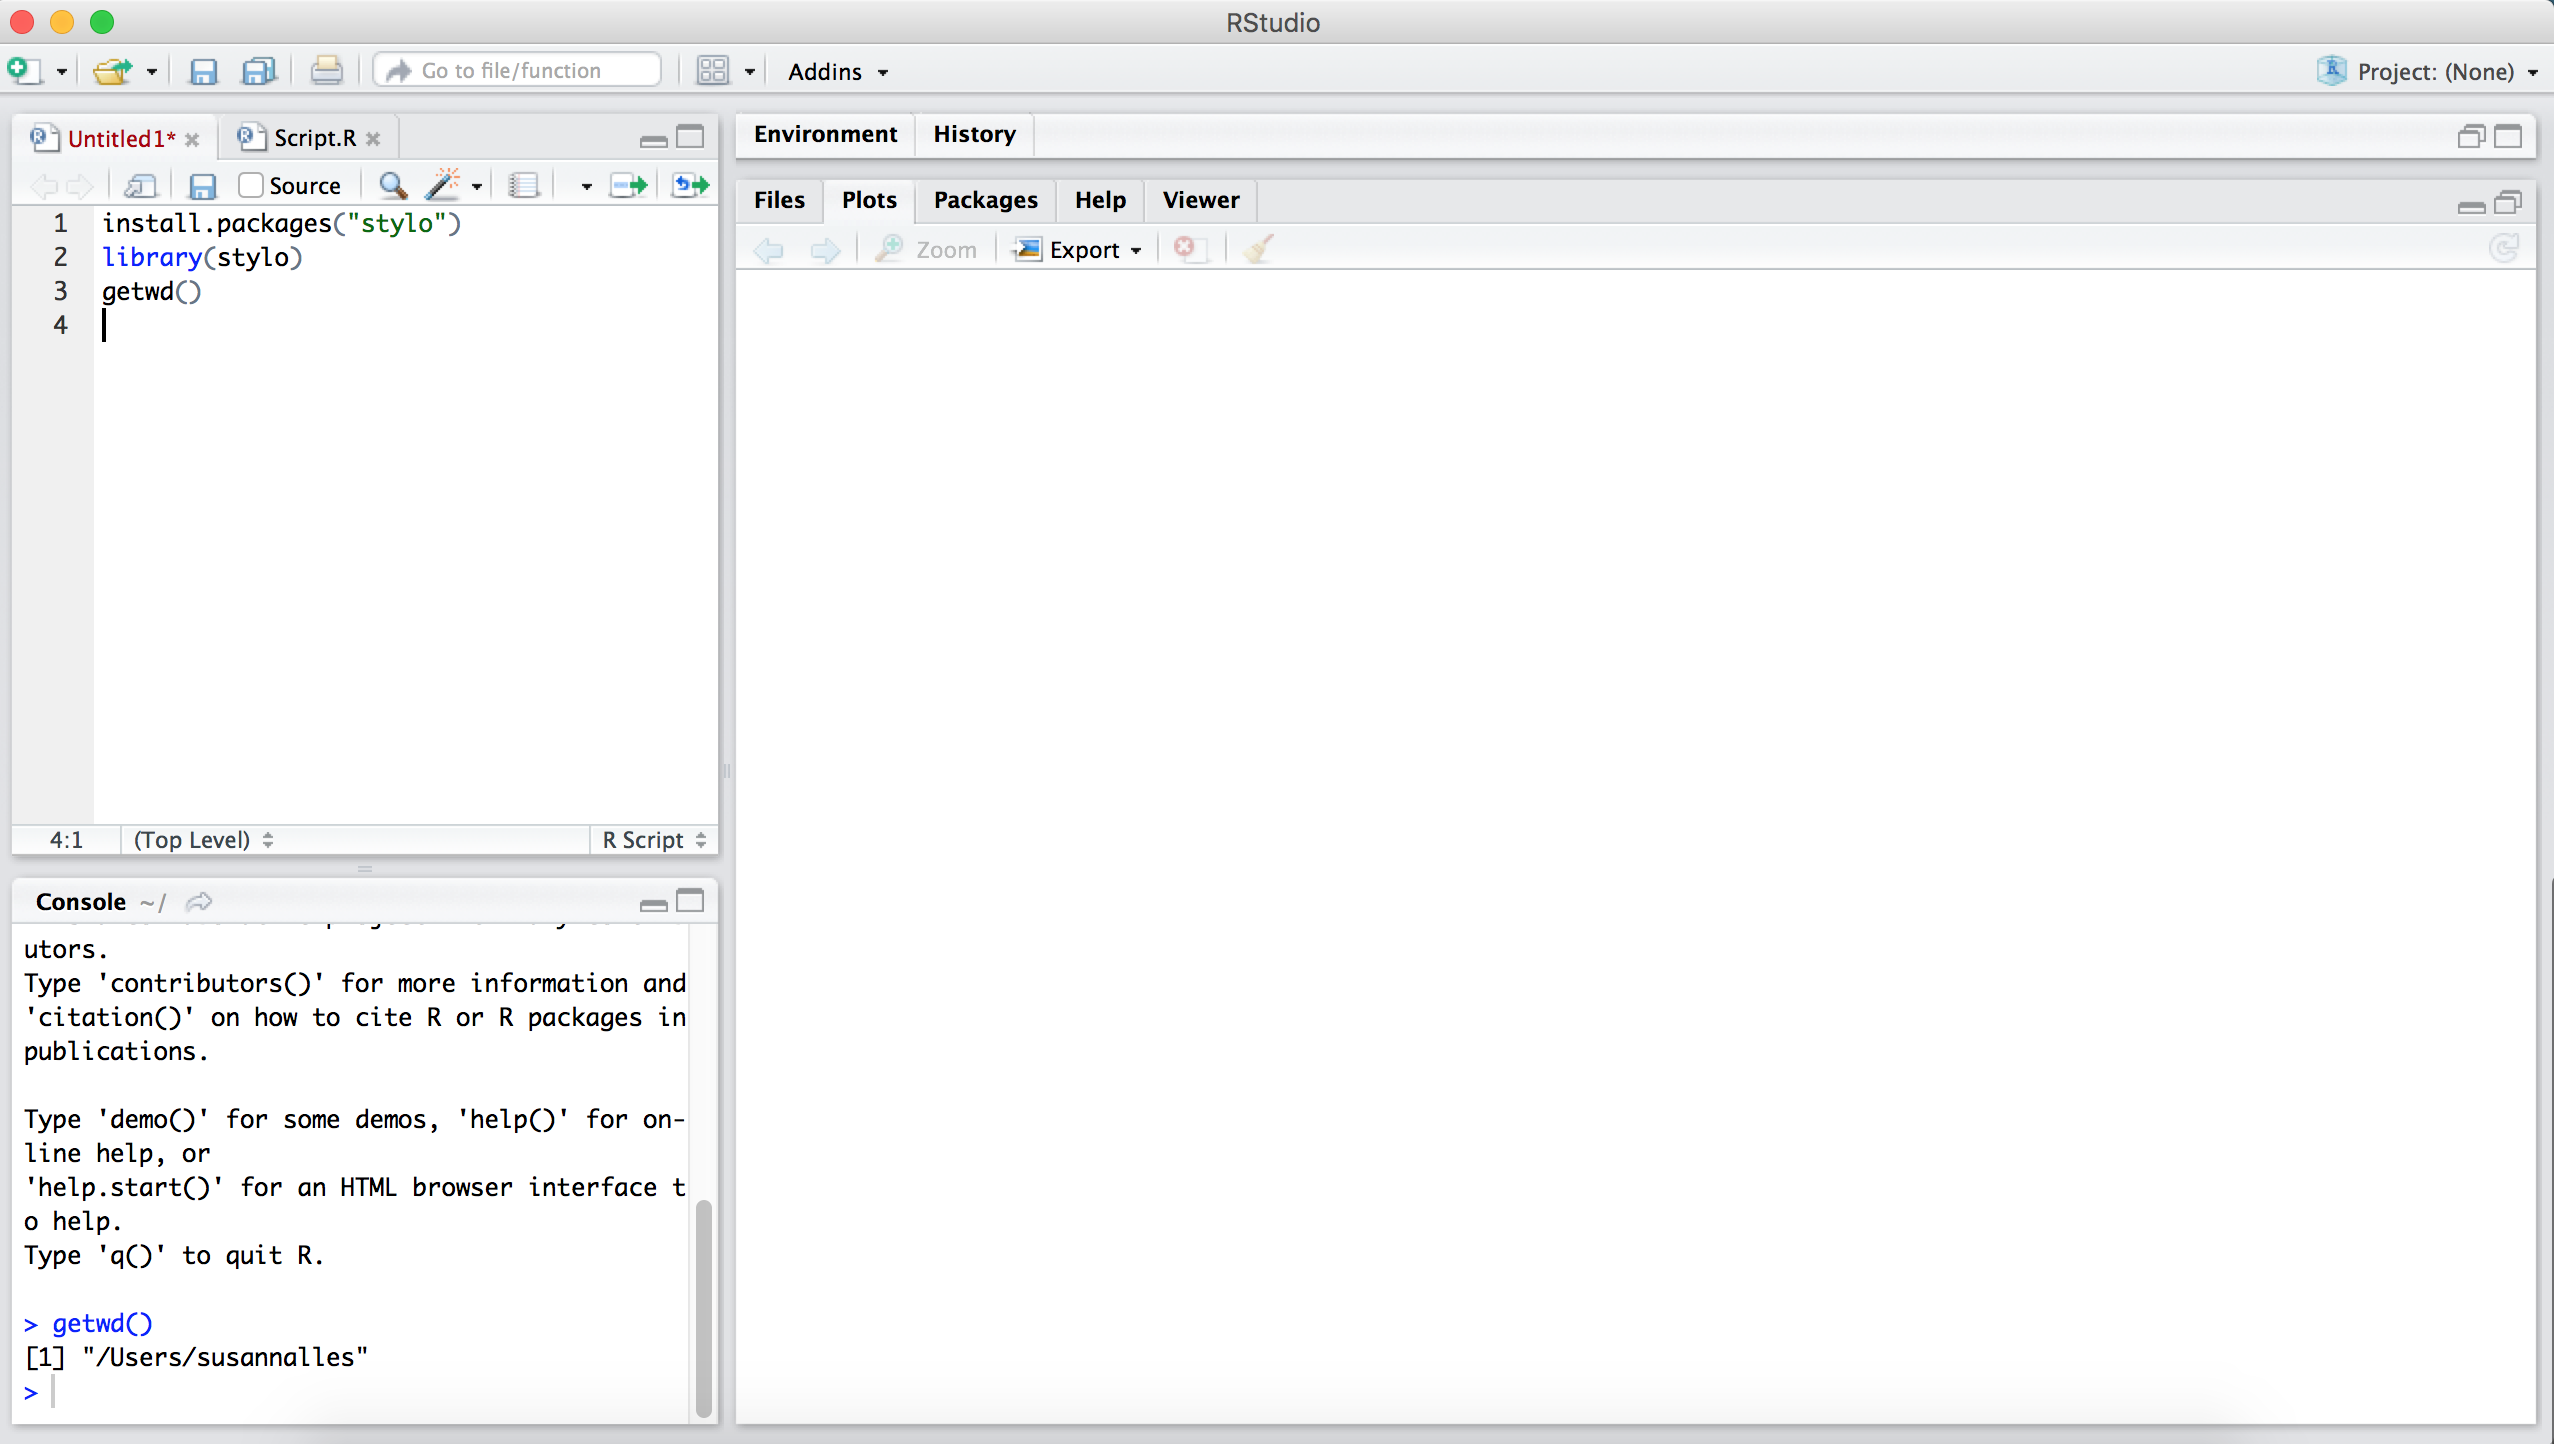 RStudio
Go to file/function
Addins
Project: (None)
Untitled1*
Script.R
Source
1 install.packages("stylo")
2 library(stylo)
3 getwd()
4
4:1 (Top Level) R Script
Console ~/
utors.
Type 'contributors()' for more information and
'citation()' on how to cite R or R packages in
publications.
Type 'demo()' for some demos, 'help()' for on-
line help, or
'help.start()' for an HTML browser interface t
o help.
Type 'q()' to quit R.
> getwd()
[1] "/Users/susannalles"
>
Environment History
Files Plots Packages Help Viewer
Zoom Export